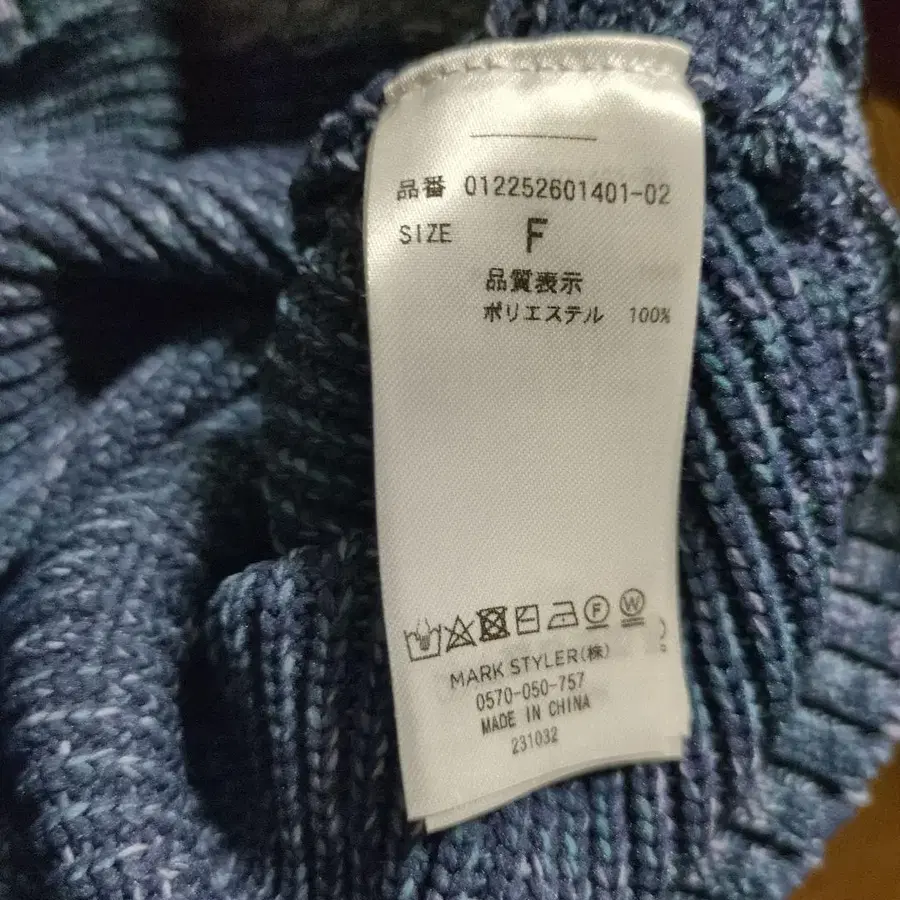 品番 012252601401-02
SIZE F
品質表示
ポリエステル 100%
F W
MARK STYLER(株)
0570-050-757
MADE IN CHINA
231032